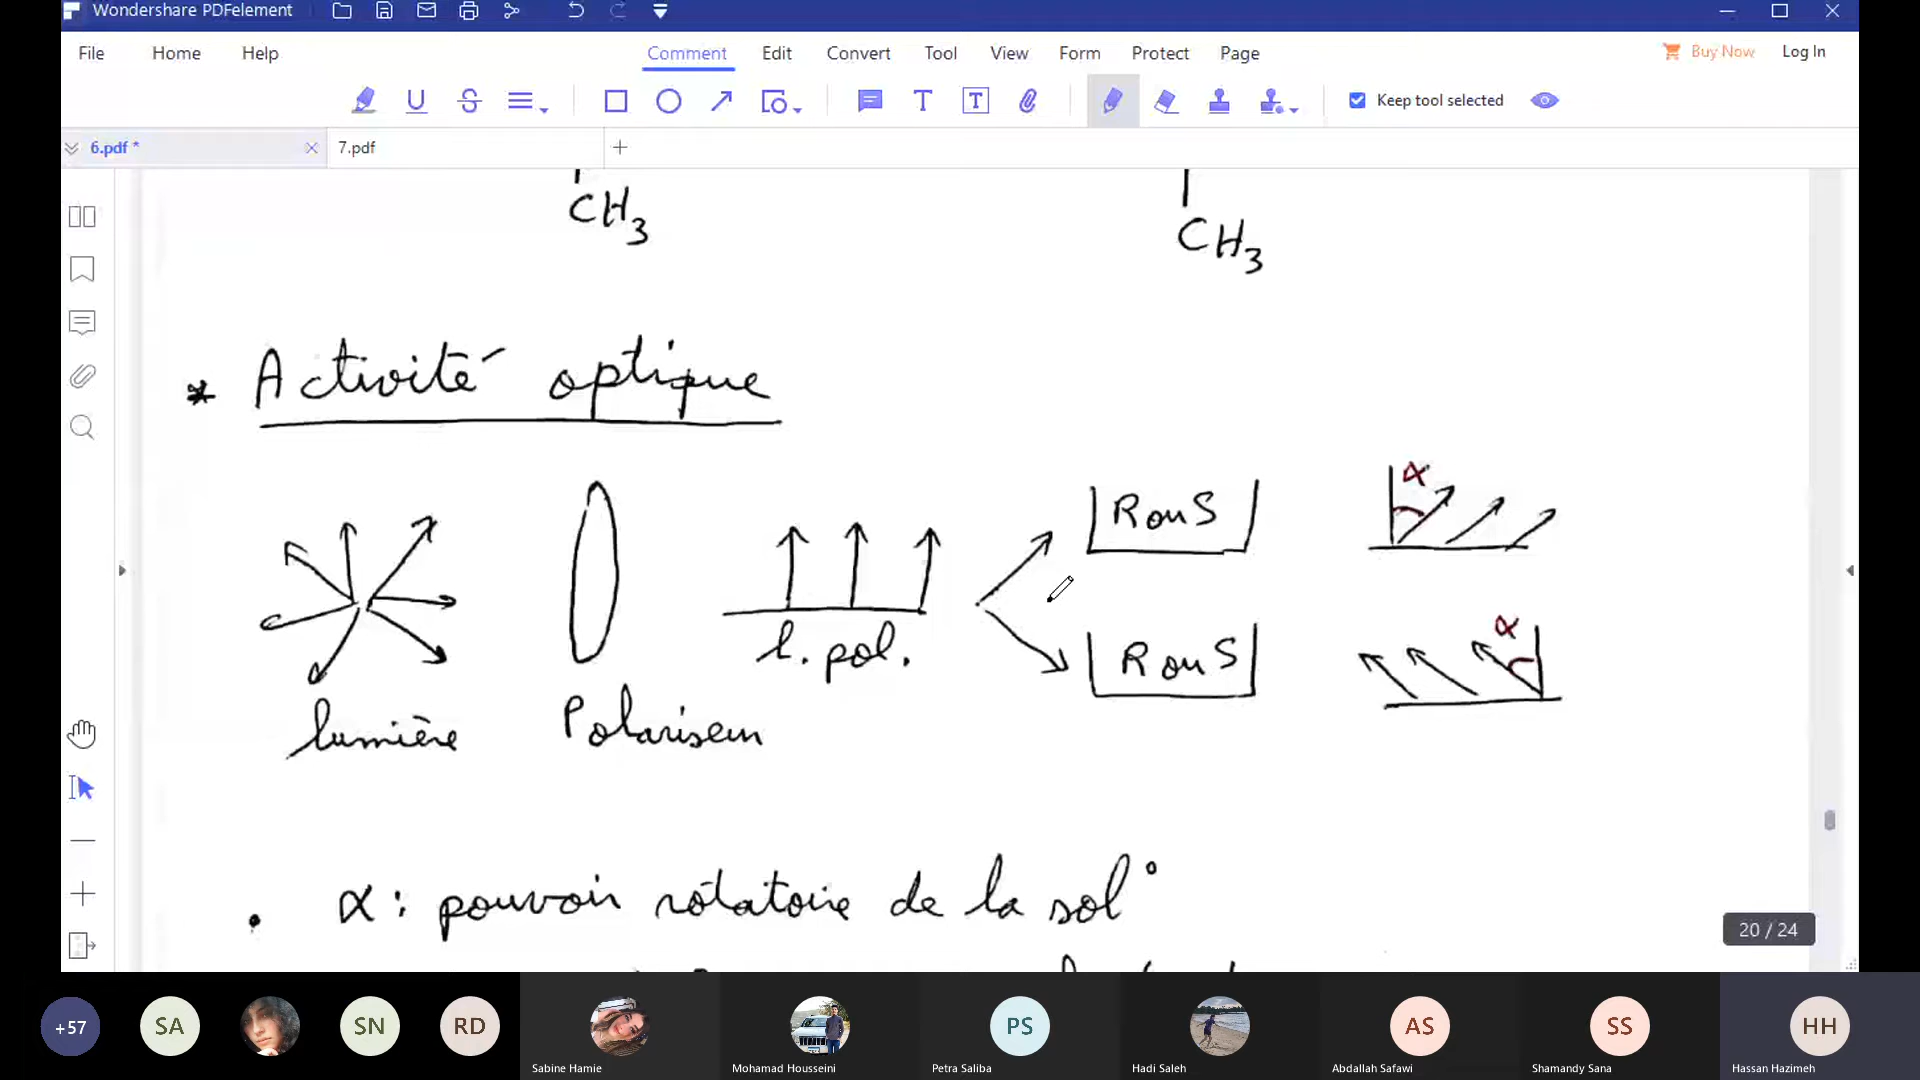 Wondershare PDFelement
File Home Help Comment Edit Convert Tool View Form Protect Page Buy Now Log In
Keep tool selected
6.pdf * 7.pdf
CH3 CH3
* Activité optique
α
R ou S
α
l. pol. R ou S
lumière Polariseur
• α : pouvoir rotatoire de la sol°
20 / 24
+57 SA SN RD PS AS SS HH
Sabine Hamie Mohamad Housseini Petra Saliba Hadi Saleh Abdallah Safawi Shamandy Sana Hassan Hazimeh